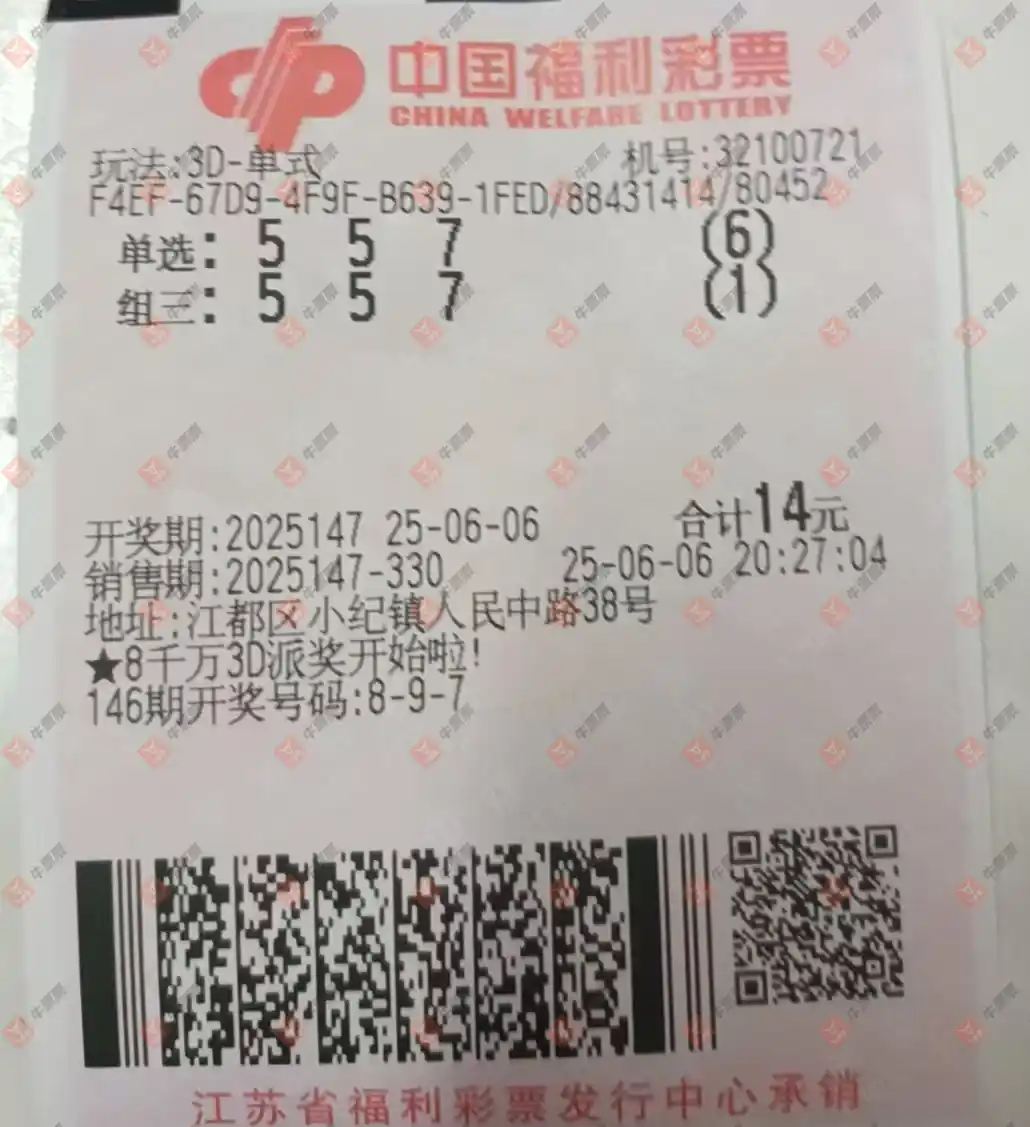 中国福利彩票
CHINA WELFARE LOTTERY
玩法:3D-单式 机号:32100721
F4EF-67D9-4F9F-B639-1FED/88431414/80452
单选: 5 5 7 (6)
组三: 5 5 7 (1)
开奖期:2025147 25-06-06 合计14元
销售期:2025147-330 25-06-06 20:27:04
地址:江都区小纪镇人民中路38号
★8千万3D派奖开始啦!
146期开奖号码:8-9-7
江苏省福利彩票发行中心承销